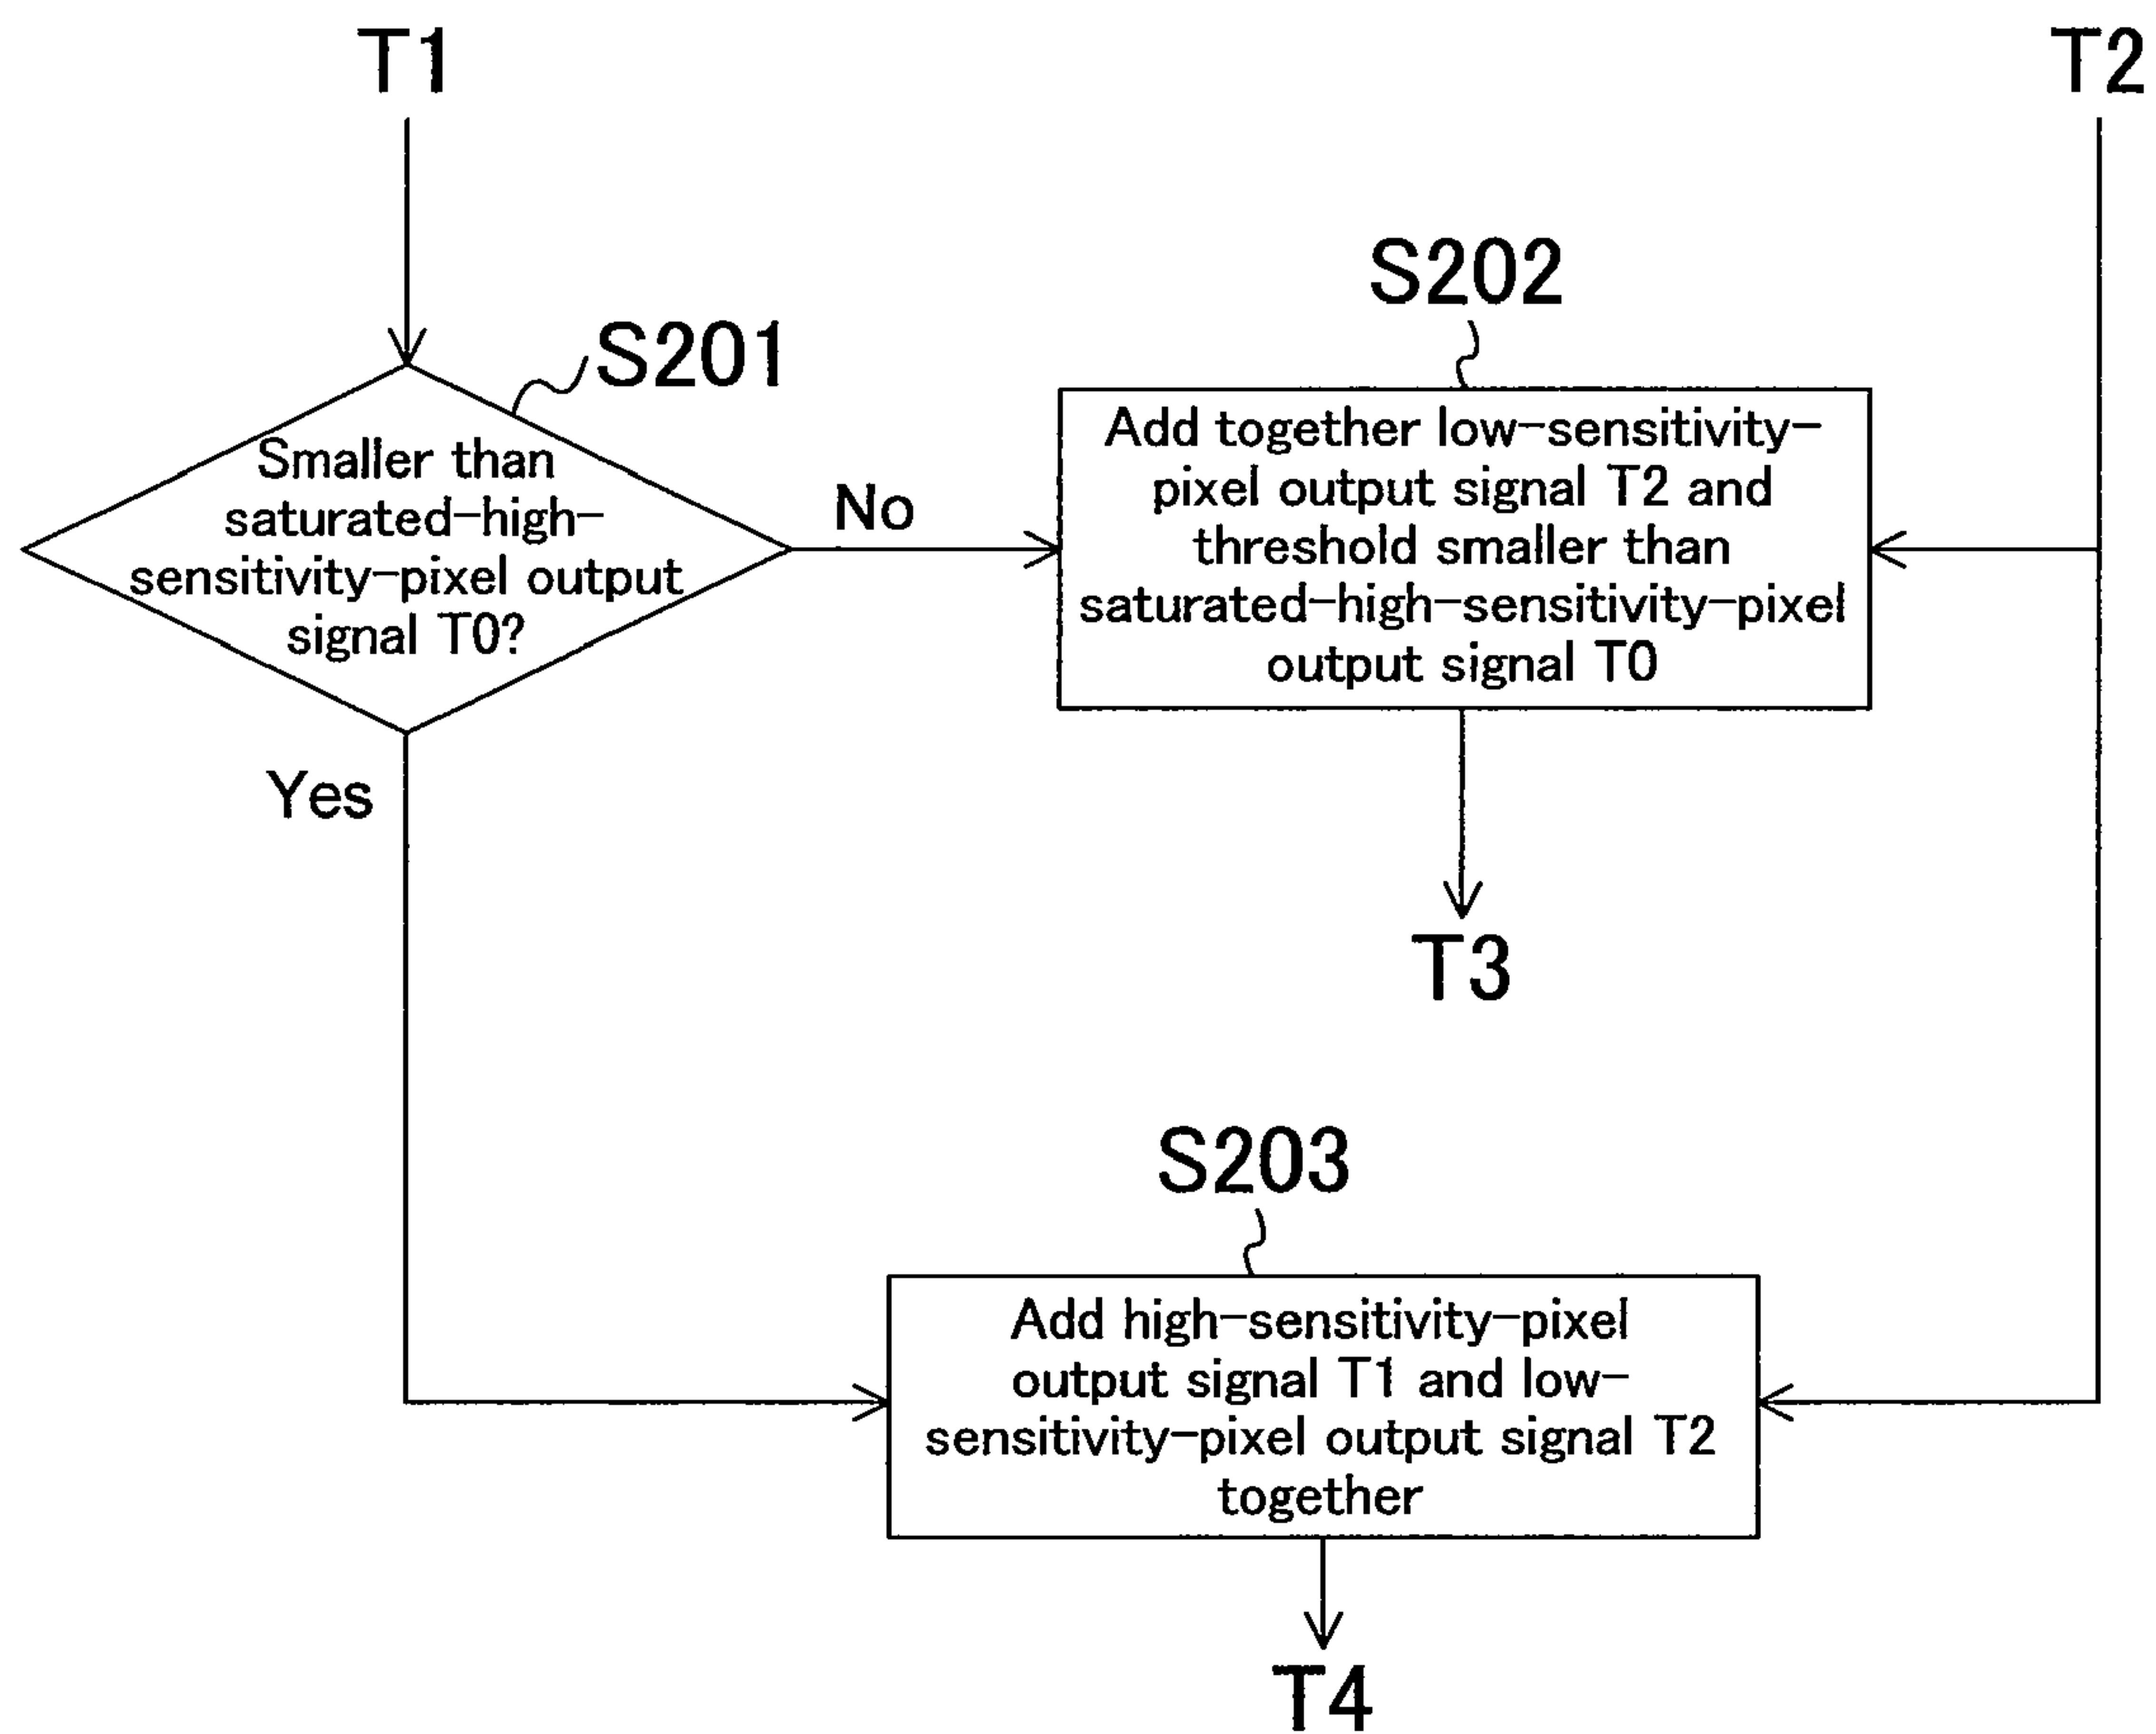 T1
T2
S201
Smaller than
saturated-high-
sensitivity-pixel output
signal T0?
No
Yes
S202
Add together low-sensitivity-
pixel output signal T2 and
threshold smaller than
saturated-high-sensitivity-pixel
output signal T0
T3
S203
Add high-sensitivity-pixel
output signal T1 and low-
sensitivity-pixel output signal T2
together
T4